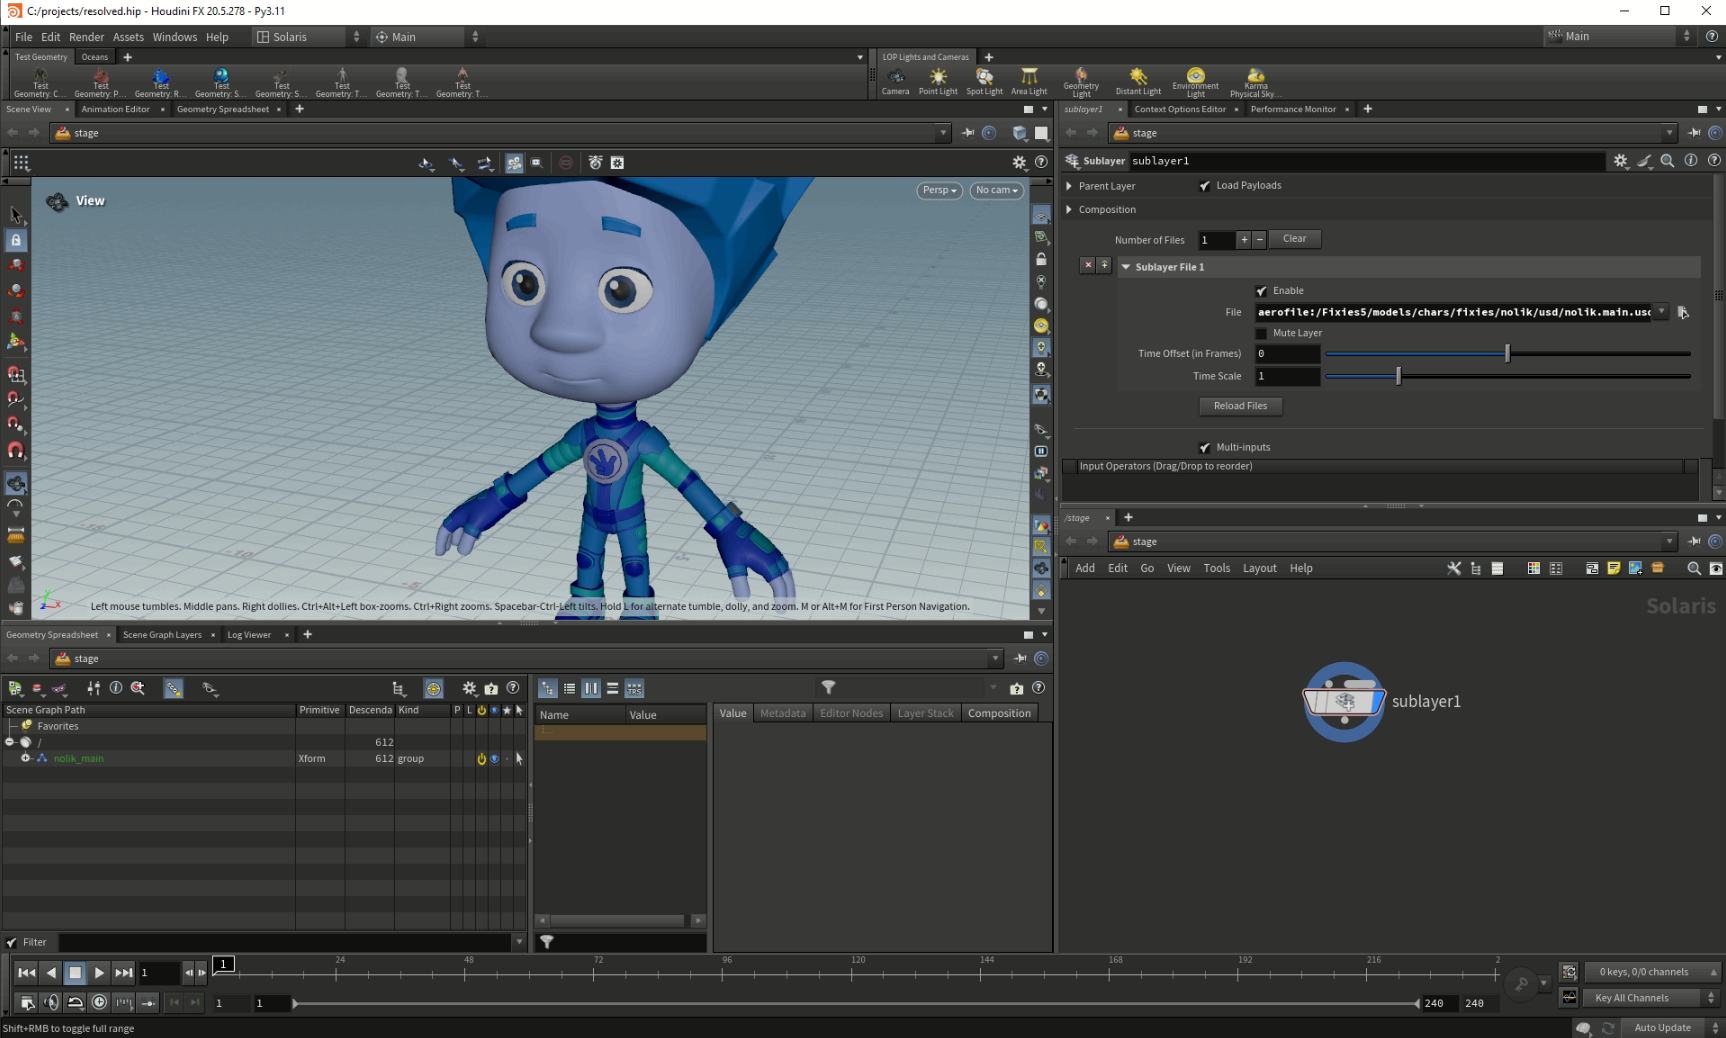 C:/projects/resolved.hip - Houdini FX 20.5.278 - Py3.11
File Edit Render Assets Windows Help Solaris Main Main
Test Geometry Oceans
LOP Lights and Cameras
Test Geometry: C... Test Geometry: P... Test Geometry: R... Test Geometry: S... Test Geometry: S... Test Geometry: T... Test Geometry: T... Test Geometry: T...
Camera Point Light Spot Light Area Light Geometry Light Distant Light Environment Light Karma Physical Sky...
Scene View Animation Editor Geometry Spreadsheet
sublayer1 Context Options Editor Performance Monitor
stage
stage
Sublayer sublayer1
View
Persp No cam
Parent Layer Load Payloads
Composition
Number of Files 1 + - Clear
Sublayer File 1
Enable
File aerofile:/Fixies5/models/chars/fixies/nolik/usd/nolik.main.usd
Mute Layer
Time Offset (in Frames) 0
Time Scale 1
Reload Files
Multi-inputs
Input Operators (Drag/Drop to reorder)
Left mouse tumbles. Middle pans. Right dollies. Ctrl+Alt+Left box-zooms. Ctrl+Right zooms. Spacebar-Ctrl-Left tilts. Hold L for alternate tumble, dolly, and zoom. M or Alt+M for First Person Navigation.
/stage
stage
Add Edit Go View Tools Layout Help
Solaris
sublayer1
Geometry Spreadsheet Scene Graph Layers Log Viewer
stage
Scene Graph Path Primitive Descenda Kind P L
Favorites
/ 612
nolik_main Xform 612 group
Name Value
Value Metadata Editor Nodes Layer Stack Composition
Filter
1 1 24 48 72 96 120 144 168 192 216 2
0 keys, 0/0 channels
1 1 240 240
Key All Channels
Shift+RMB to toggle full range
Auto Update